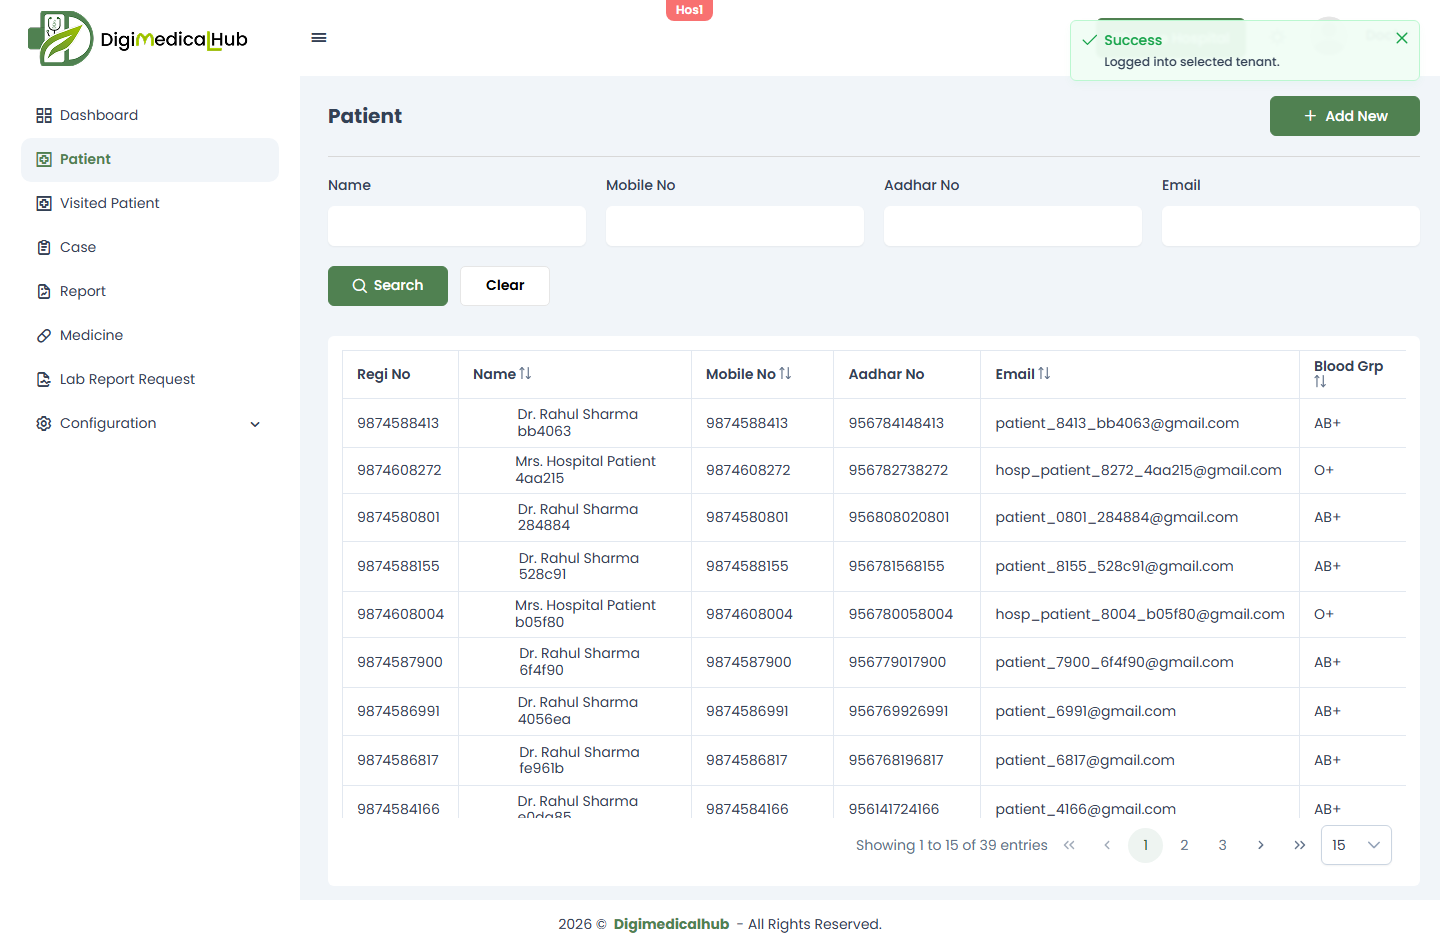 DigiMedicalHub
Hos1
Success
Logged into selected tenant.
Dashboard
Patient
Visited Patient
Case
Report
Medicine
Lab Report Request
Configuration
Patient
Add New
Name
Mobile No
Aadhar No
Email
Search
Clear
Regi No Name Mobile No Aadhar No Email Blood Grp
9874588413 Dr. Rahul Sharma bb4063 9874588413 956784148413 patient_8413_bb4063@gmail.com AB+
9874608272 Mrs. Hospital Patient 4aa215 9874608272 956782738272 hosp_patient_8272_4aa215@gmail.com O+
9874580801 Dr. Rahul Sharma 284884 9874580801 956808020801 patient_0801_284884@gmail.com AB+
9874588155 Dr. Rahul Sharma 528c91 9874588155 956781568155 patient_8155_528c91@gmail.com AB+
9874608004 Mrs. Hospital Patient b05f80 9874608004 956780058004 hosp_patient_8004_b05f80@gmail.com O+
9874587900 Dr. Rahul Sharma 6f4f90 9874587900 956779017900 patient_7900_6f4f90@gmail.com AB+
9874586991 Dr. Rahul Sharma 4056ea 9874586991 956769926991 patient_6991@gmail.com AB+
9874586817 Dr. Rahul Sharma fe961b 9874586817 956768196817 patient_6817@gmail.com AB+
9874584166 Dr. Rahul Sharma e0da85 9874584166 956141724166 patient_4166@gmail.com AB+
Showing 1 to 15 of 39 entries 1 2 3 15
2026 © Digimedicalhub - All Rights Reserved.